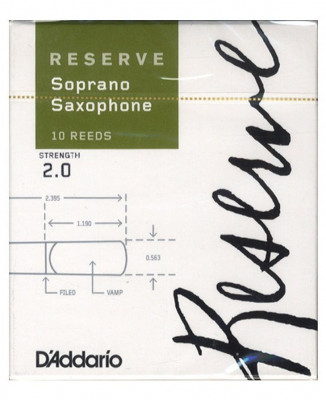 RESERVE
Soprano
Saxophone
10 REEDS
STRENGTH
2.0
2.395
1.190
0.563
FILED
VAMP
D'Addario
Reserve